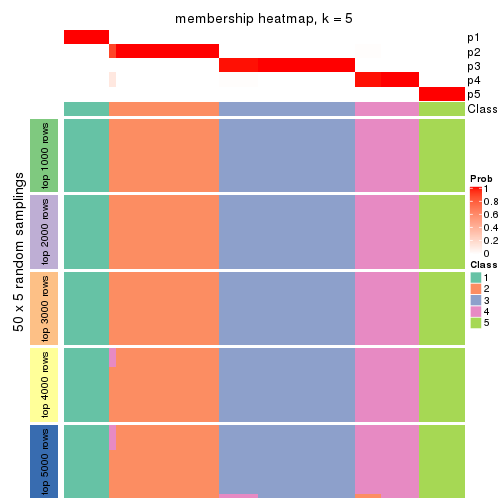 membership heatmap, k = 5
p1
p2
p3
p4
p5
Class
50 x 5 random samplings
top 1000 rows
top 2000 rows
top 3000 rows
top 4000 rows
top 5000 rows
Prob
1
0.8
0.6
0.4
0.2
0
Class
1
2
3
4
5